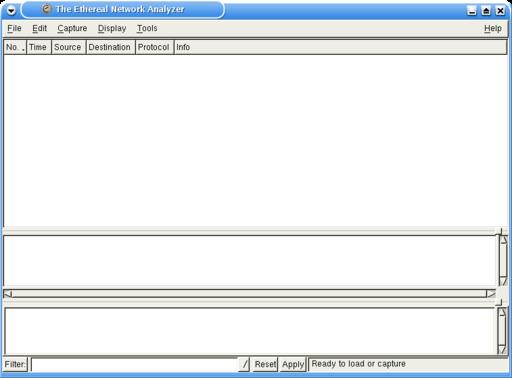 The Ethereal Network Analyzer
File Edit Capture Display Tools Help
No. Time Source Destination Protocol Info
Filter: Reset Apply Ready to load or capture